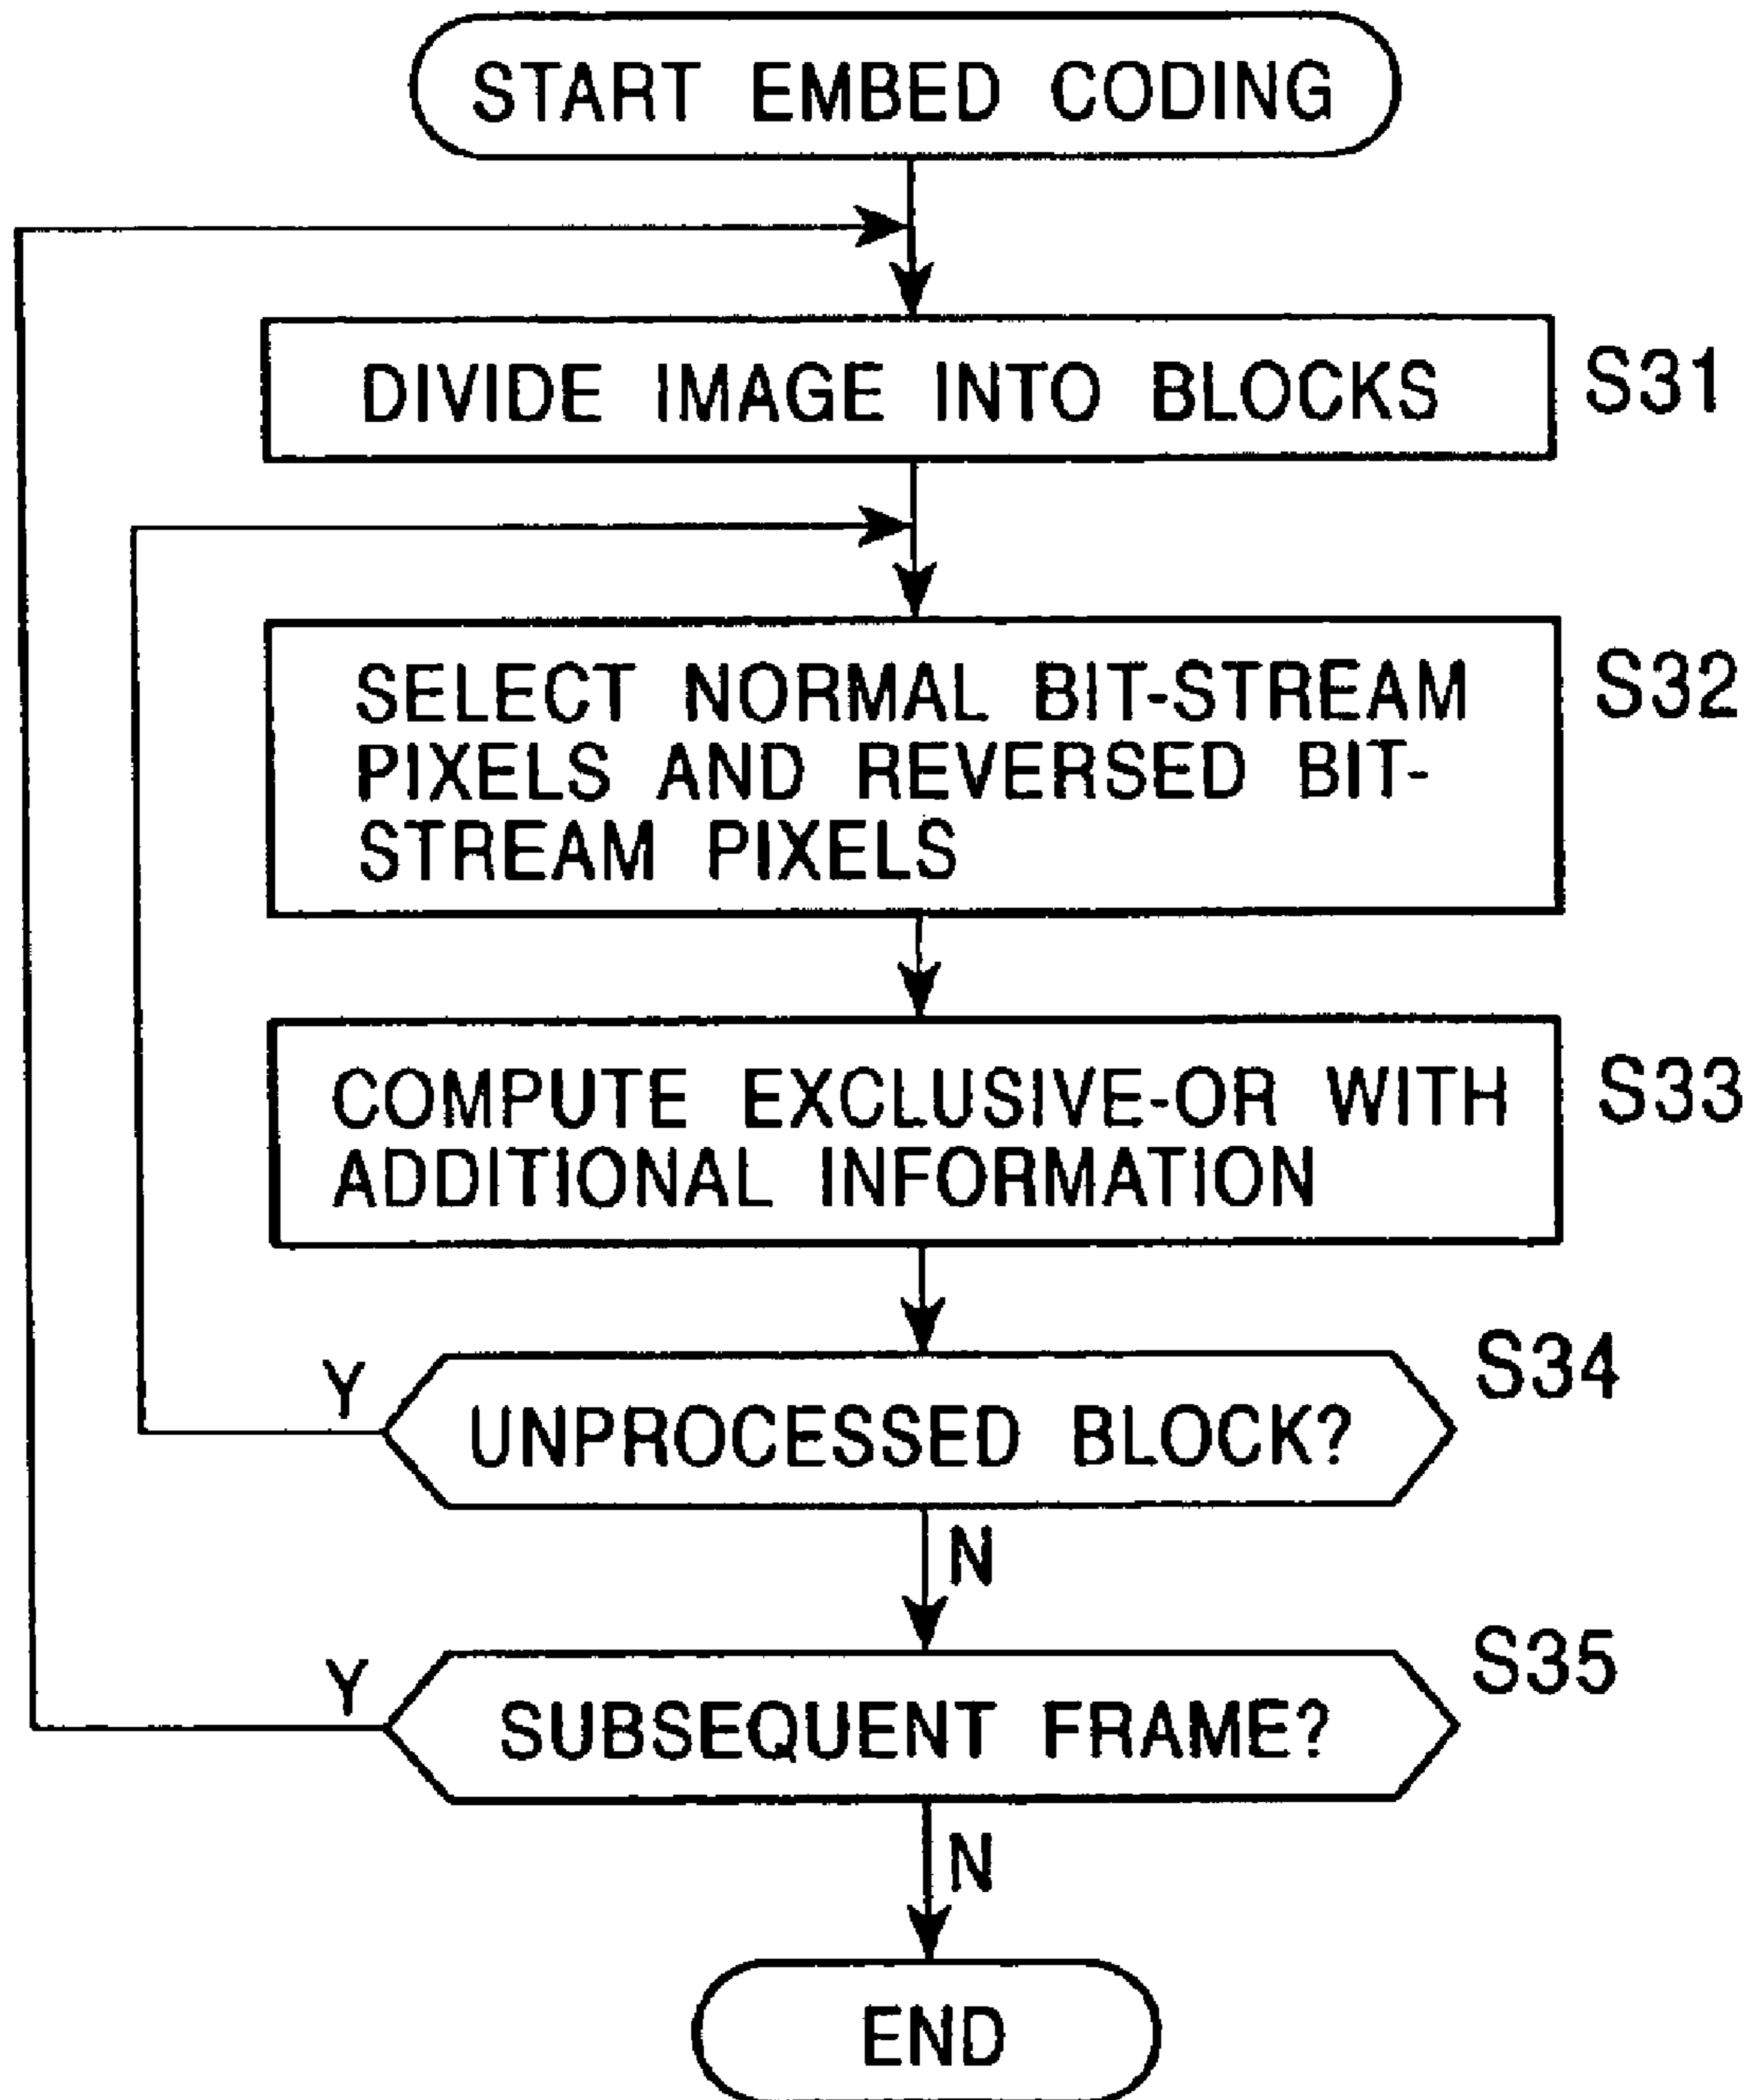 START EMBED CODING
DIVIDE IMAGE INTO BLOCKS
S31
SELECT NORMAL BIT-STREAM
PIXELS AND REVERSED BIT-
STREAM PIXELS
S32
COMPUTE EXCLUSIVE-OR WITH
ADDITIONAL INFORMATION
S33
Y
UNPROCESSED BLOCK?
S34
N
Y
SUBSEQUENT FRAME?
S35
N
END